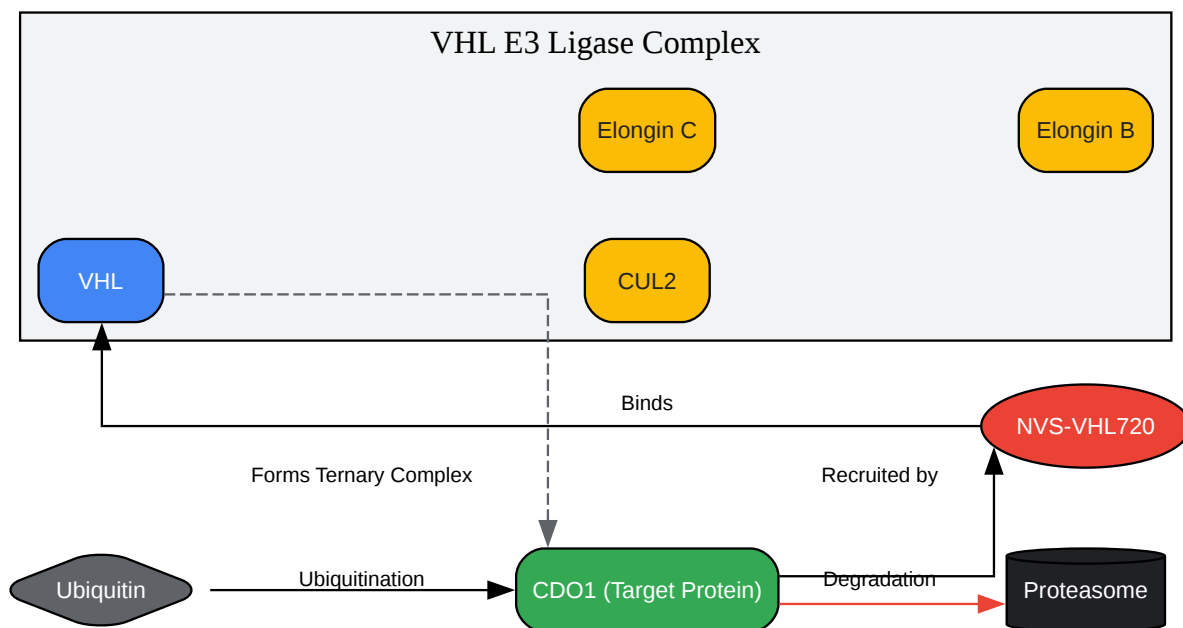 VHL E3 Ligase Complex
Elongin C
Elongin B
VHL
CUL2
Binds
NVS-VHL720
Forms Ternary Complex
Recruited by
Ubiquitin
Ubiquitination
CDO1 (Target Protein)
Degradation
Proteasome